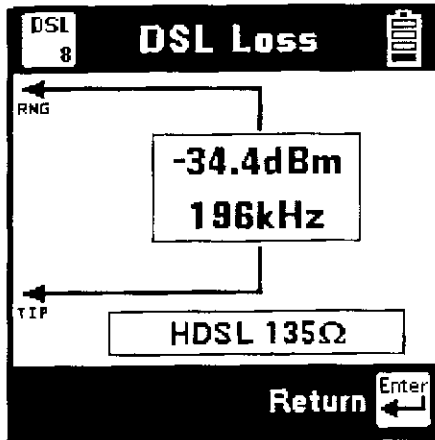 DSL
8
DSL Loss
RNG
-34.4dBm
196kHz
TIP
HDSL 135Ω
Return
Enter